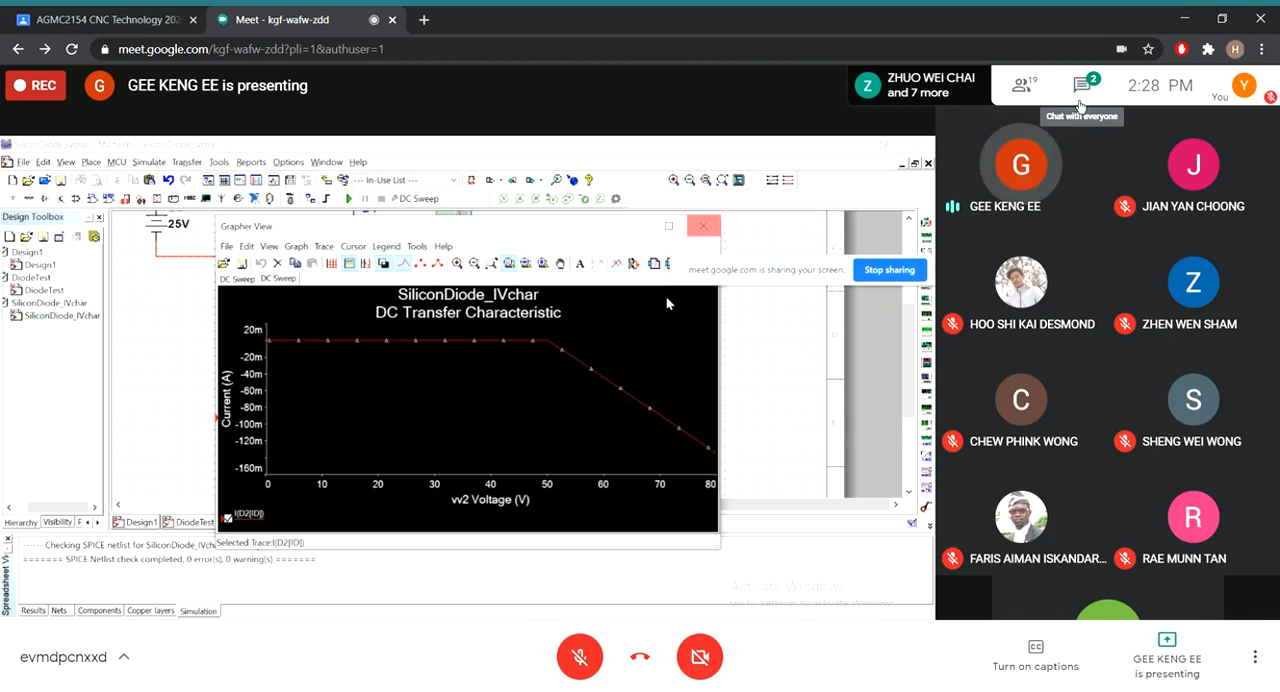 AGMC2154 CNC Technology 202
Meet - kgf-wafw-zdd
meet.google.com/kgf-wafw-zdd?pli=1&authuser=1
H
REC
G
GEE KENG EE is presenting
Z
ZHUO WEI CHAI
and 7 more
19
2
2:28 PM
You
Y
Chat with everyone
File Edit View Place MCU Simulate Transfer Tools Reports Options Window Help
--- In-Use List ---
DC Sweep
Design Toolbox
Design1
Design1
DiodeTest
DiodeTest
SiliconDiode_IVchar
SiliconDiode_IVchar
25V
Grapher View
File Edit View Graph Trace Cursor Legend Tools Help
A
meet.google.com is sharing your screen.
Stop sharing
DC Sweep DC Sweep
SiliconDiode_IVchar
DC Transfer Characteristic
Current (A)
20m
-20m
-40m
-60m
-80m
-100m
-120m
-160m
0 10 20 30 40 50 60 70 80
vv2 Voltage (V)
I(D2[ID])
Selected Trace:I(D2[ID])
Hierarchy Visibility
Design1 DiodeTest
Spreadsheet
----- Checking SPICE netlist for SiliconDiode_IVcha
======= SPICE Netlist check completed, 0 error(s), 0 warning(s) =======
Results Nets Components Copper layers Simulation
Activate Windows
G
GEE KENG EE
J
JIAN YAN CHOONG
HOO SHI KAI DESMOND
Z
ZHEN WEN SHAM
C
CHEW PHINK WONG
S
SHENG WEI WONG
FARIS AIMAN ISKANDAR...
R
RAE MUNN TAN
evmdpcnxxd
CC
Turn on captions
GEE KENG EE
is presenting